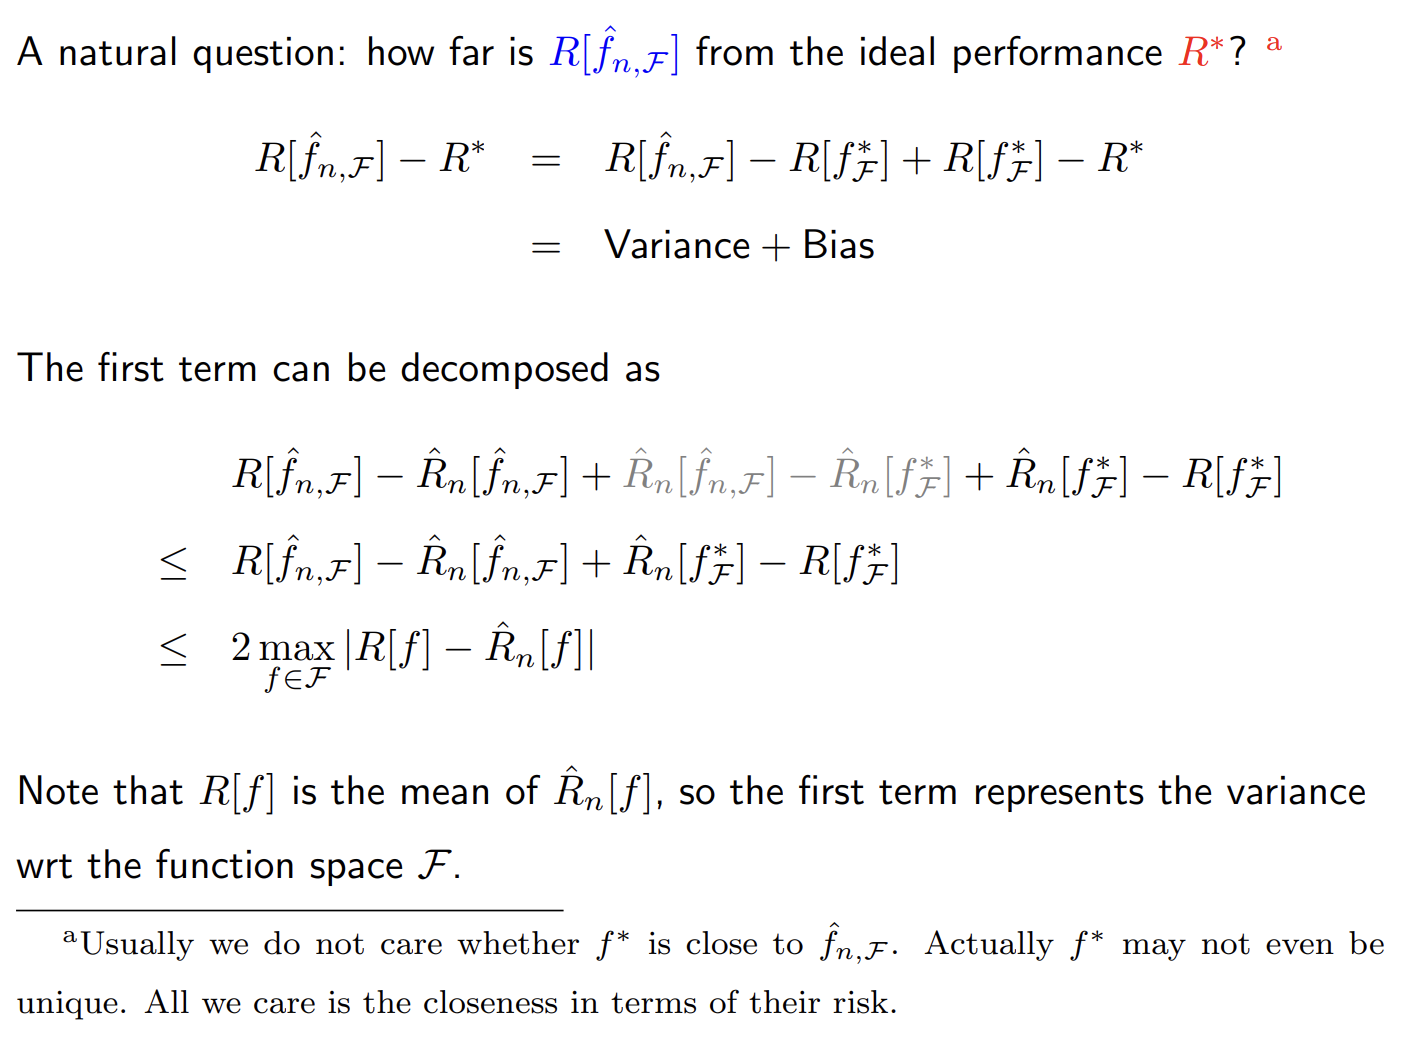 A natural question: how far is $R[\hat{f}_{n,\mathcal{F}}]$ from the ideal performance $R^*$? $^{\text{a}}$
$R[\hat{f}_{n,\mathcal{F}}] - R^* = R[\hat{f}_{n,\mathcal{F}}] - R[f^*_{\mathcal{F}}] + R[f^*_{\mathcal{F}}] - R^*$
$= \text{Variance} + \text{Bias}$
The first term can be decomposed as
$R[\hat{f}_{n,\mathcal{F}}] - \hat{R}_n[\hat{f}_{n,\mathcal{F}}] + \hat{R}_n[\hat{f}_{n,\mathcal{F}}] - \hat{R}_n[f^*_{\mathcal{F}}] + \hat{R}_n[f^*_{\mathcal{F}}] - R[f^*_{\mathcal{F}}]$
$\leq R[\hat{f}_{n,\mathcal{F}}] - \hat{R}_n[\hat{f}_{n,\mathcal{F}}] + \hat{R}_n[f^*_{\mathcal{F}}] - R[f^*_{\mathcal{F}}]$
$\leq 2 \max_{f \in \mathcal{F}} |R[f] - \hat{R}_n[f]|$
Note that $R[f]$ is the mean of $\hat{R}_n[f]$, so the first term represents the variance
wrt the function space $\mathcal{F}$.
$^{\text{a}}$Usually we do not care whether $f^*$ is close to $\hat{f}_{n,\mathcal{F}}$. Actually $f^*$ may not even be
unique. All we care is the closeness in terms of their risk.